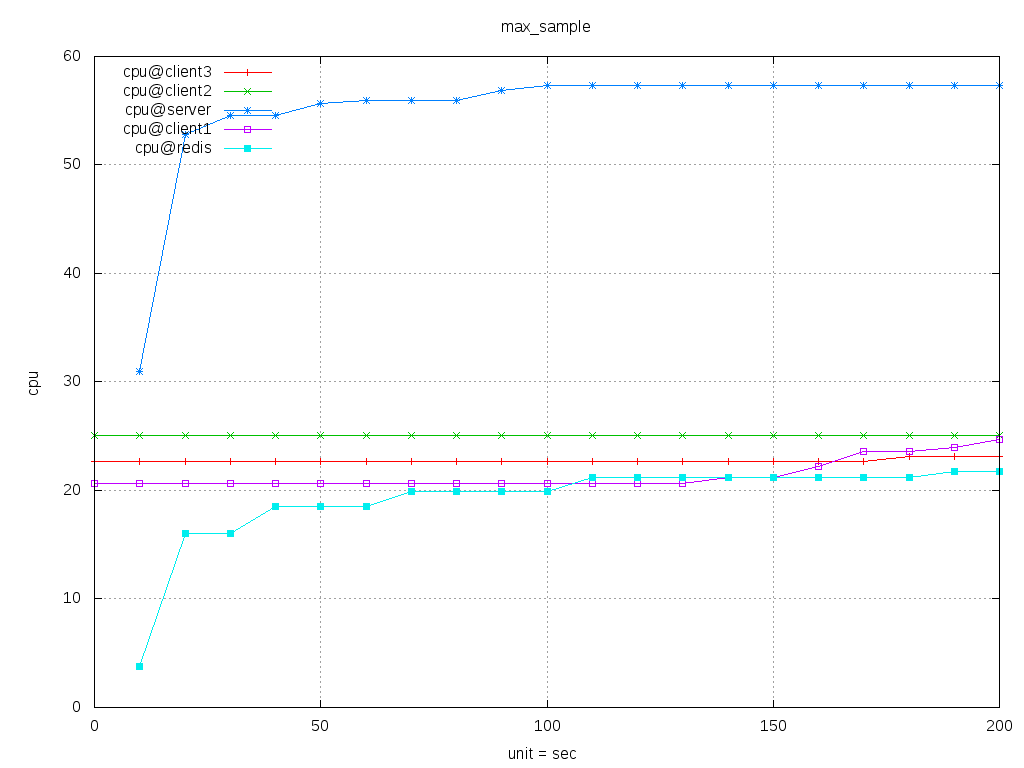 max_sample
60
50
40
30
20
10
0
cpu
cpu@client3
cpu@client2
cpu@server
cpu@client1
cpu@redis
0 50 100 150 200
unit = sec